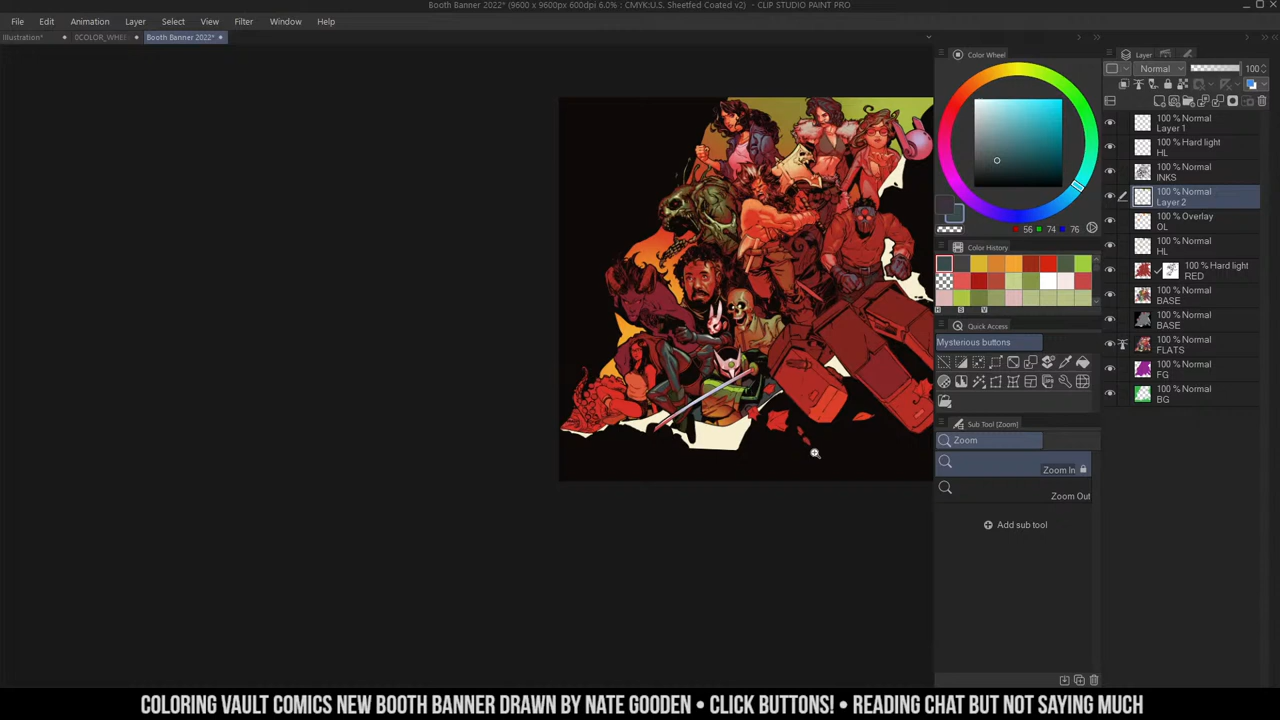 Booth Banner 2022* (9600 x 9600px 600dpi 6.0% : CMYK:U.S. Sheetfed Coated v2) - CLIP STUDIO PAINT PRO
File Edit Animation Layer Select View Filter Window Help
Illustration* 0COLOR_WHEE Booth Banner 2022*
Color Wheel
56 74 76
Color History
H S V
Quick Access
Mysterious buttons
Sub Tool [Zoom]
Zoom
Zoom In
Zoom Out
Add sub tool
Layer
Normal 100
100 % Normal
Layer 1
100 % Hard light
HL
100 % Normal
INKS
100 % Normal
Layer 2
100 % Overlay
OL
100 % Normal
HL
100 % Hard light
RED
100 % Normal
BASE
100 % Normal
BASE
100 % Normal
FLATS
100 % Normal
FG
100 % Normal
BG
COLORING VAULT COMICS NEW BOOTH BANNER DRAWN BY NATE GOODEN • CLICK BUTTONS! • READING CHAT BUT NOT SAYING MUCH